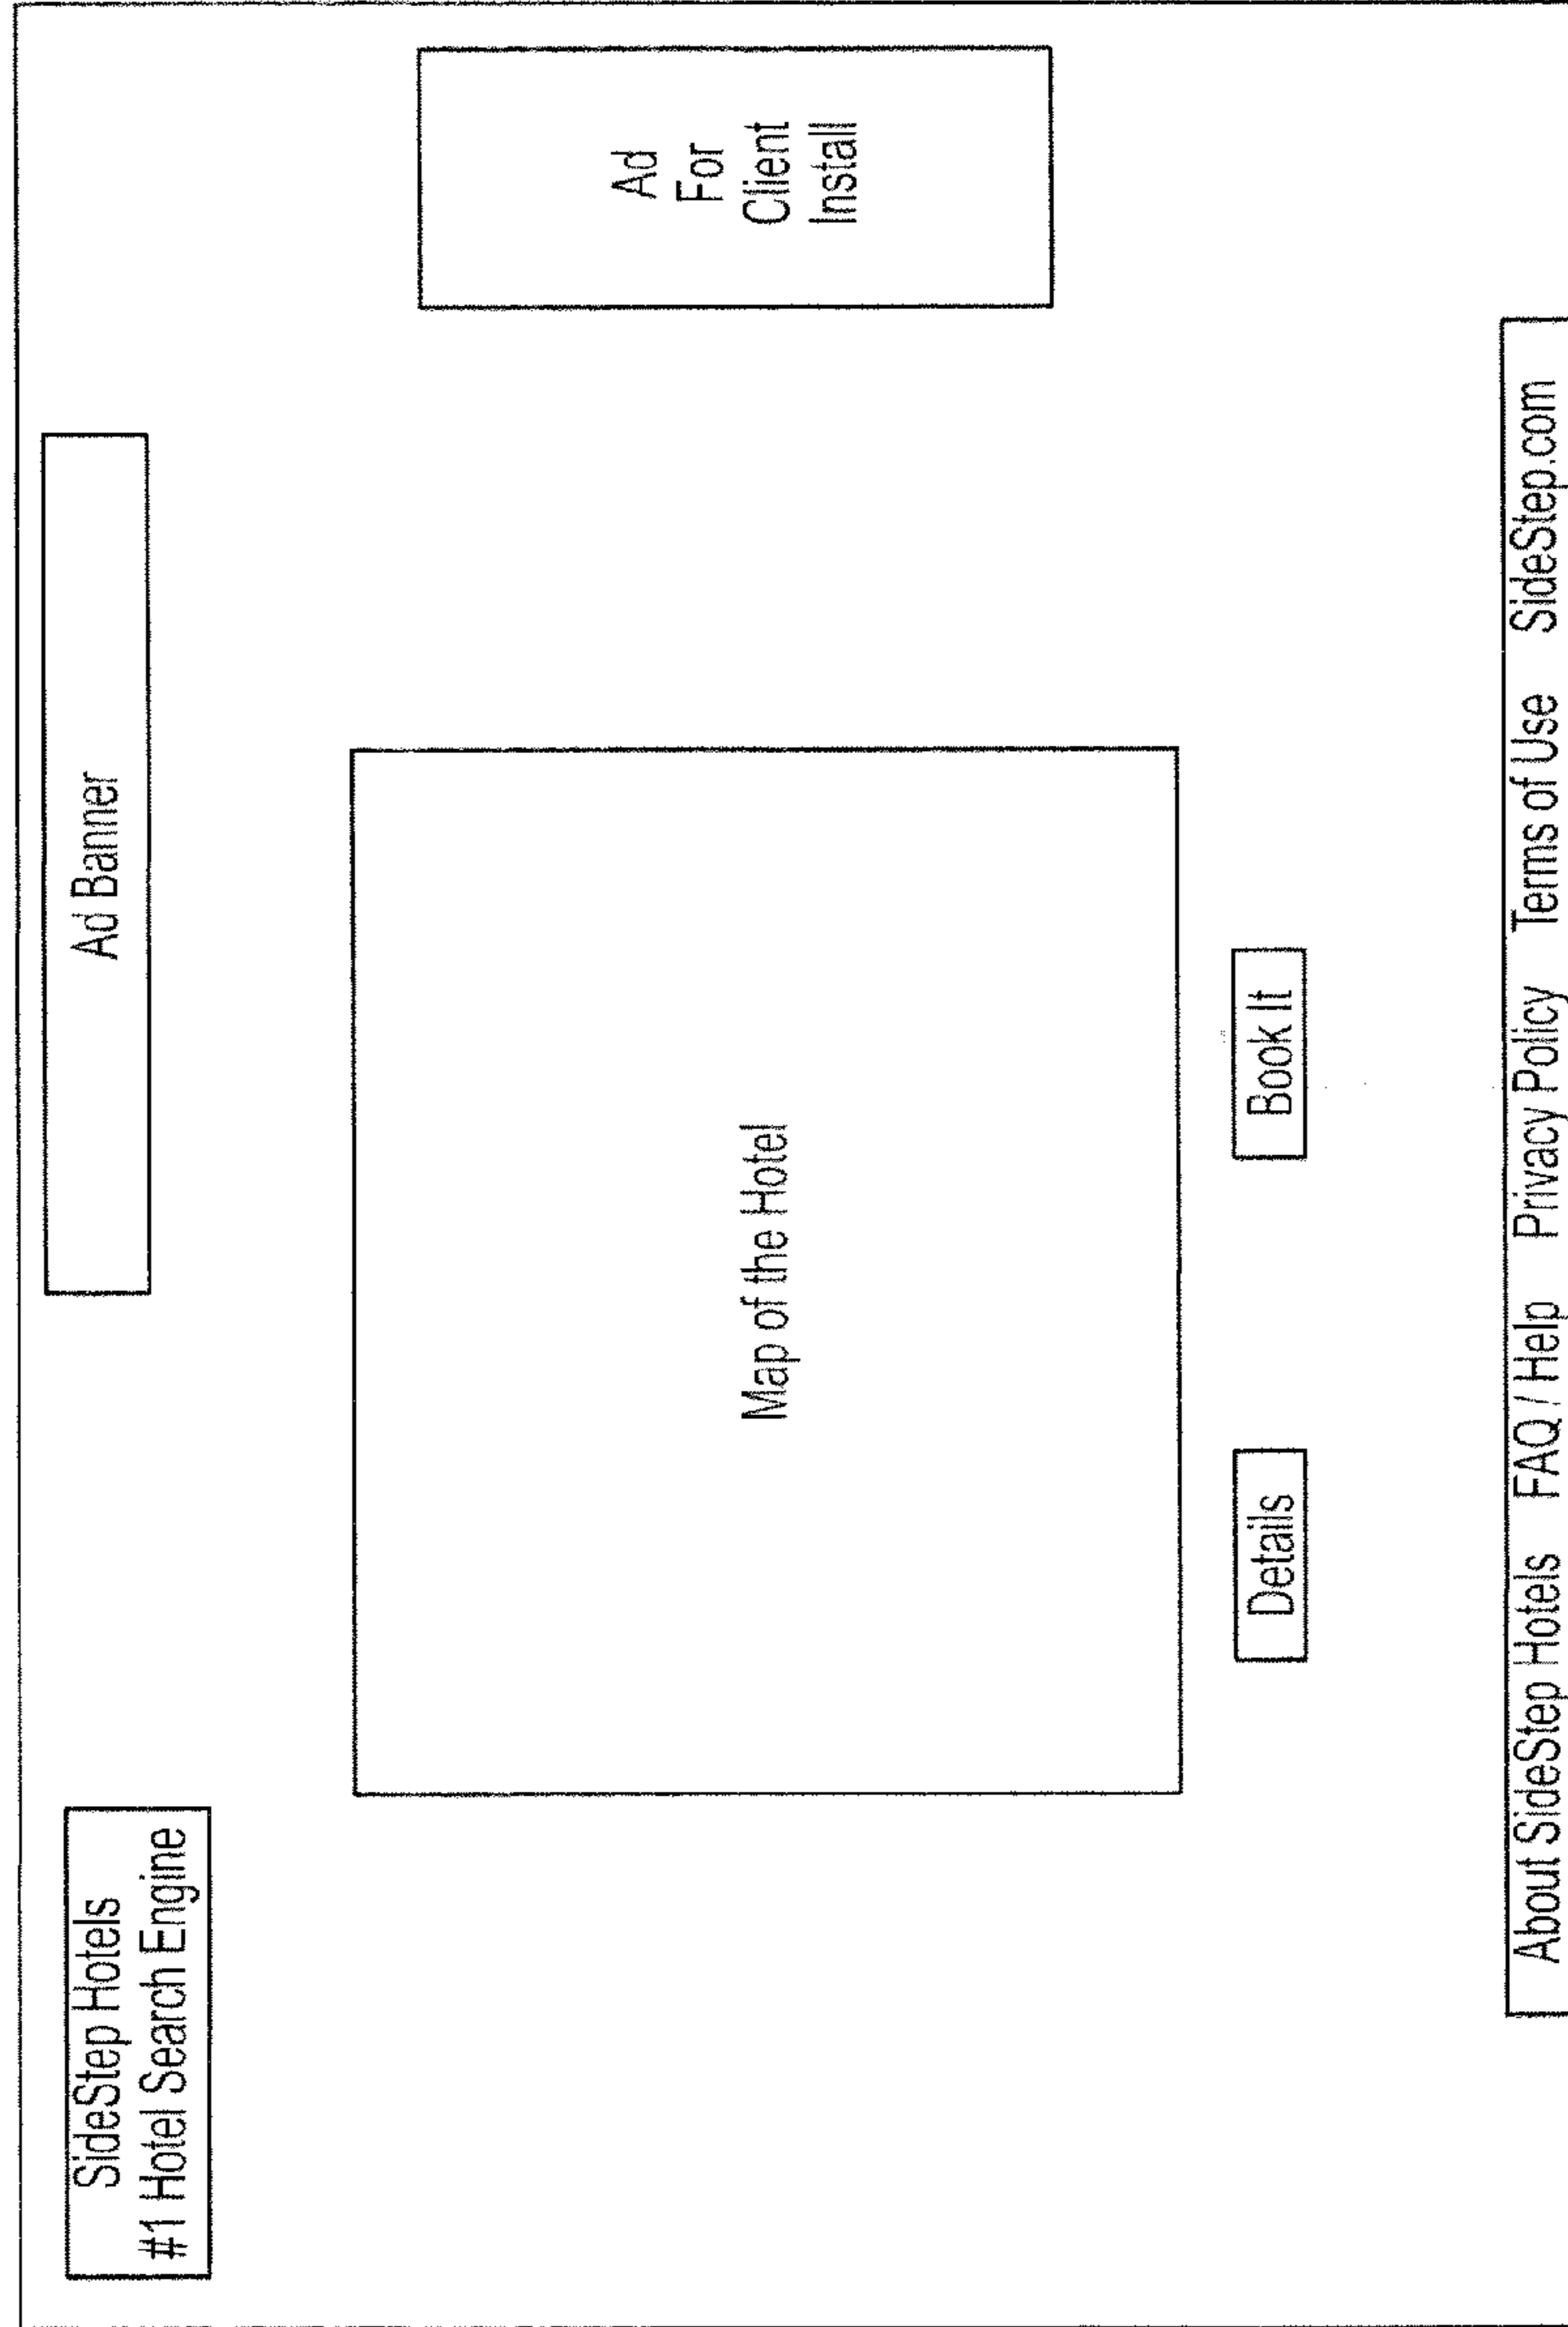 SideStep Hotels
#1 Hotel Search Engine
Ad Banner
Ad
For
Client
Install
Map of the Hotel
Details
Book It
About SideStep Hotels FAQ / Help Privacy Policy Terms of Use SideStep.com